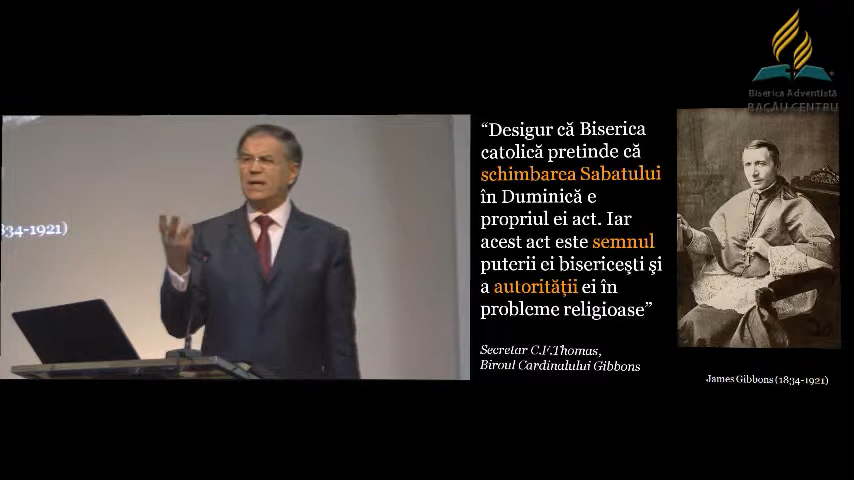 Biserica Adventistă
BACĂU CENTRU
834-1921)
“Desigur că Biserica
catolică pretinde că
schimbarea Sabatului
în Duminică e
propriul ei act. Iar
acest act este semnul
puterii ei bisericeşti şi
a autorităţii ei în
probleme religioase”
Secretar C.F.Thomas,
Biroul Cardinalului Gibbons
James Gibbons (1834-1921)